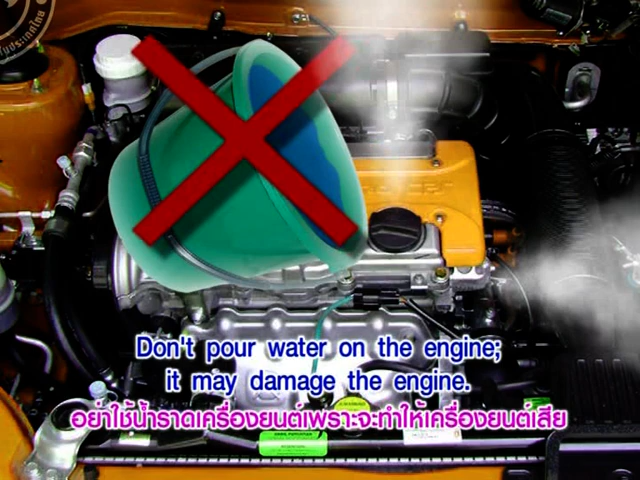 Don't pour water on the engine;
it may damage the engine.
อย่าใช้น้ำราดเครื่องยนต์เพราะจะทำให้เครื่องยนต์เสีย